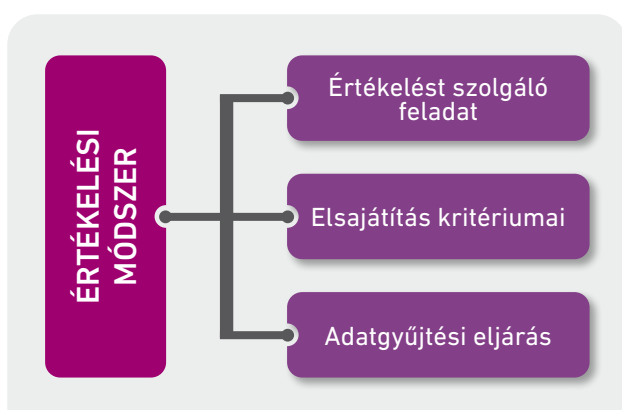 ÉRTÉKELÉSI
MÓDSZER
Értékelést szolgáló
feladat
Elsajátítás kritériumai
Adatgyűjtési eljárás